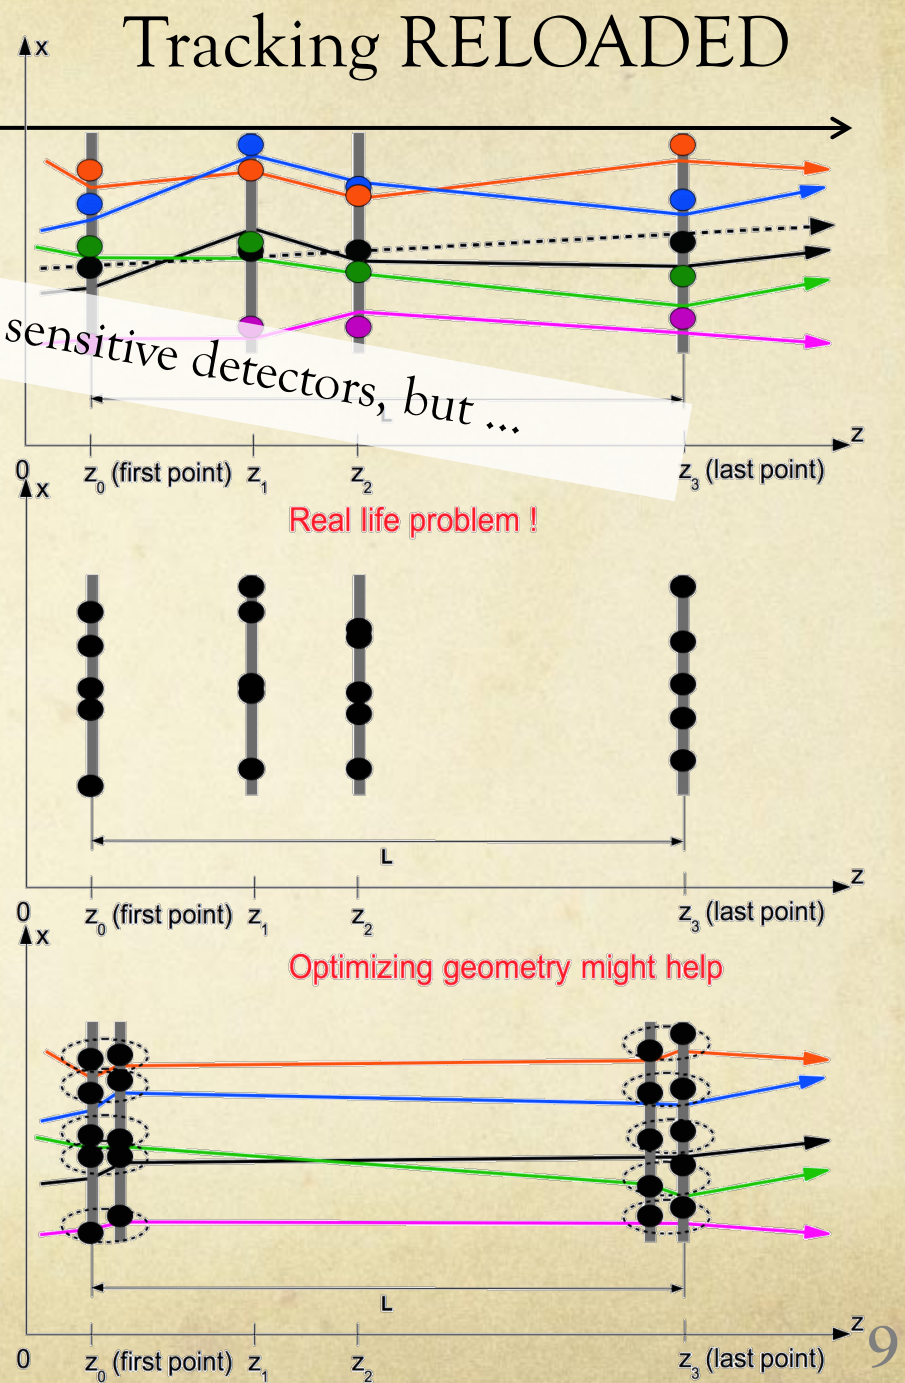 Tracking RELOADED
x
sensitive detectors, but ...
L
z
0
z0 (first point) z1 z2 z3 (last point)
x
Real life problem !
L
z
0
z0 (first point) z1 z2 z3 (last point)
x
Optimizing geometry might help
L
z
0
z0 (first point) z1 z2 z3 (last point)
9